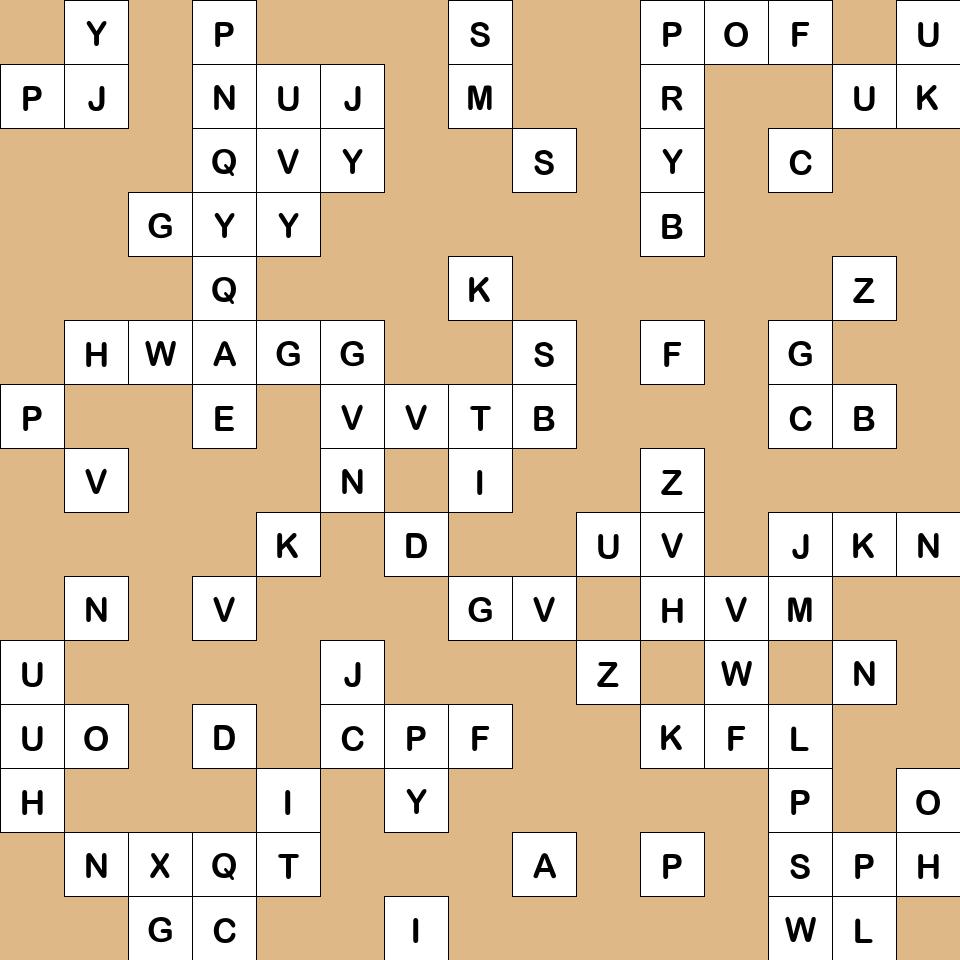 Y P S P O F U
P J N U J M R U K
Q V Y S Y C
G Y Y B
Q K Z
H W A G G S F G
P E V V T B C B
V N I Z
K D U V J K N
N V G V H V M
U J Z W N
U O D C P F K F L
H I Y P O
N X Q T A P S P H
G C I W L